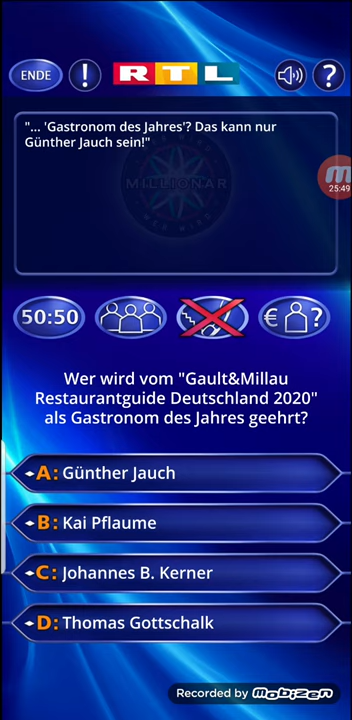 ENDE ! RTL ?
"... 'Gastronom des Jahres'? Das kann nur
Günther Jauch sein!"
MILLIONÄR
25:49
50:50 € ?
Wer wird vom "Gault&Millau
Restaurantguide Deutschland 2020"
als Gastronom des Jahres geehrt?
A: Günther Jauch
B: Kai Pflaume
C: Johannes B. Kerner
D: Thomas Gottschalk
Recorded by Mobizen